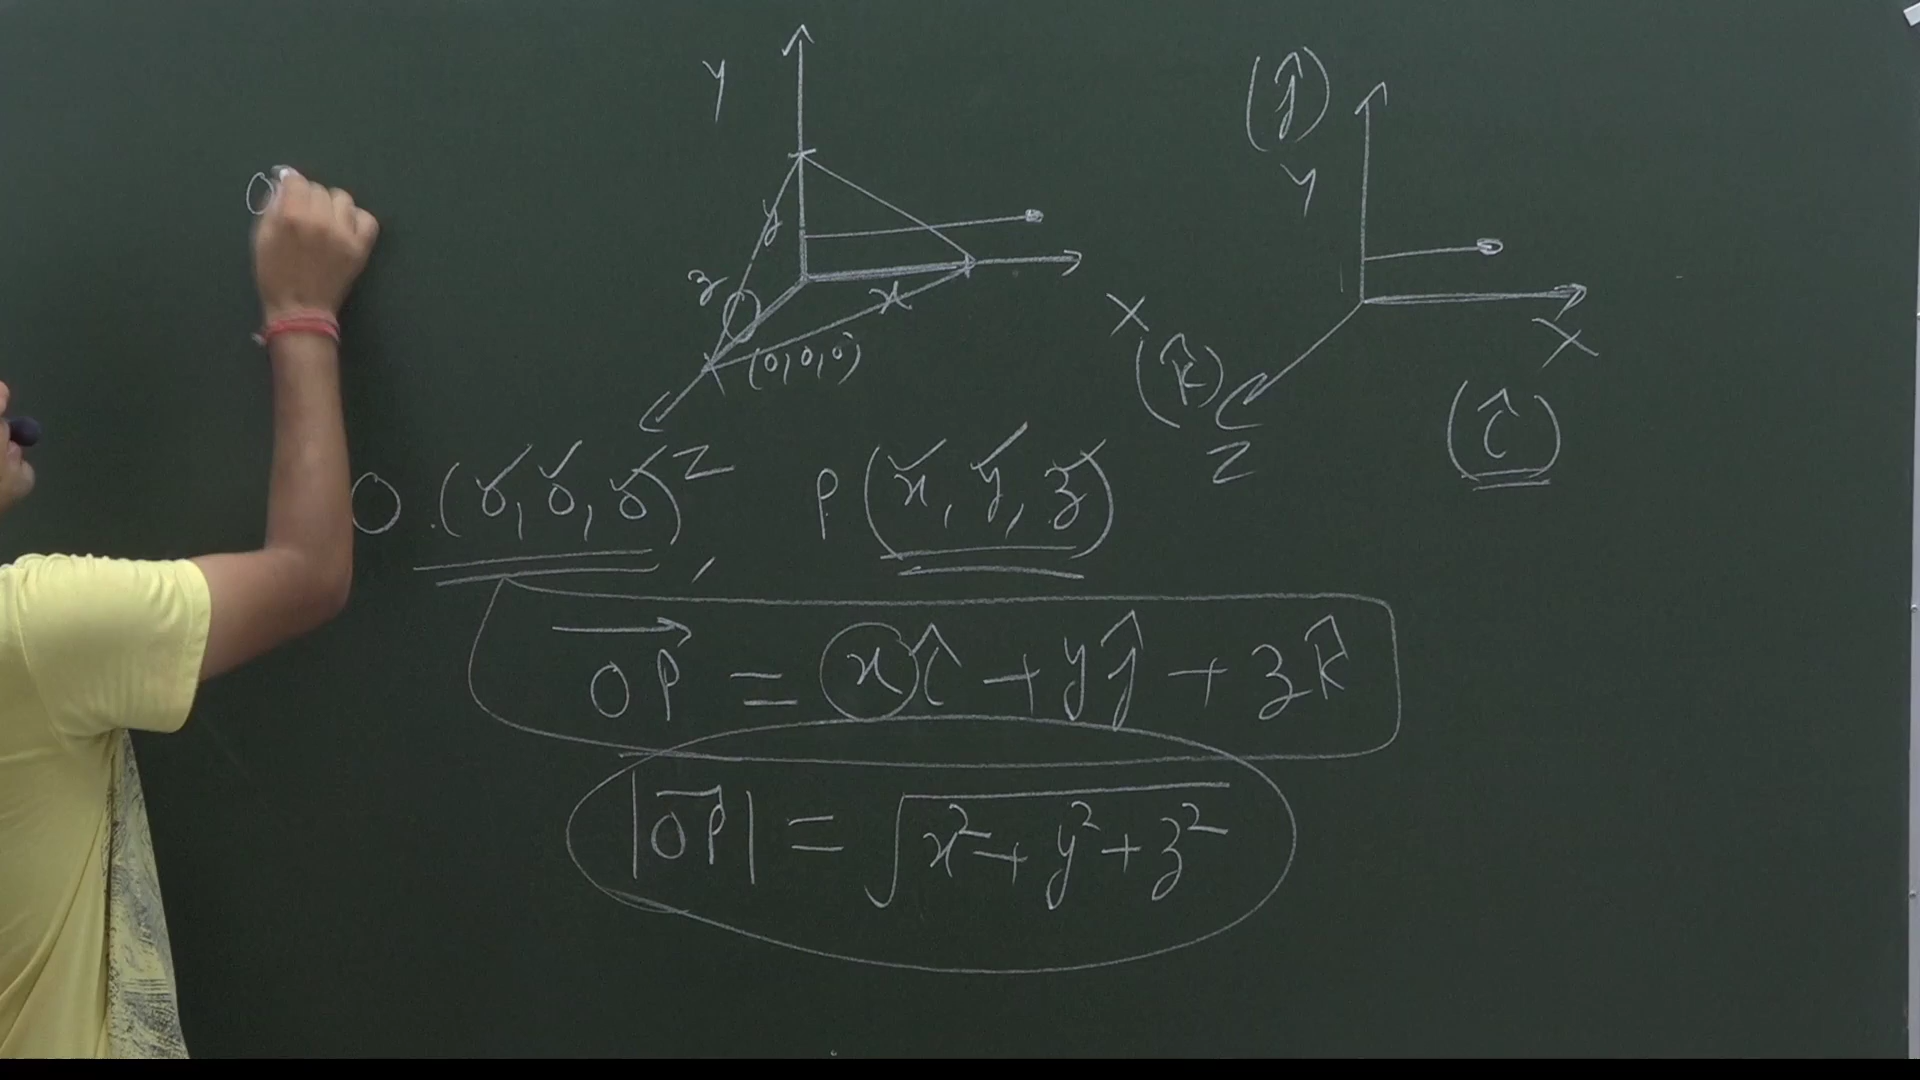 Y
(ĵ)
Y
O
y
z
x
X
(0,0,0)
(k̂)
X
Z
(î)
Z
O (0, 0, 0), P (x, y, z)
→OP = xî + yĵ + zk̂
|→OP| = √x²+y²+z²